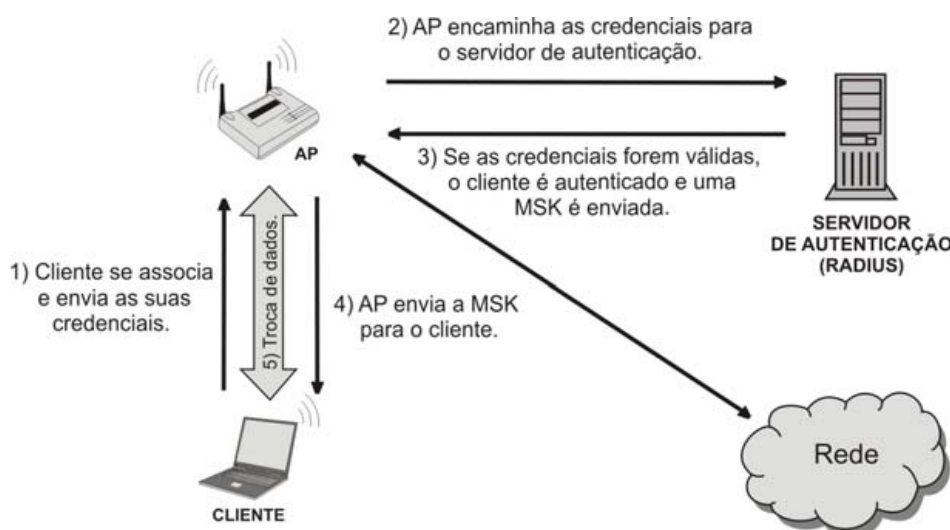 2) AP encaminha as credenciais para
o servidor de autenticação.
AP
3) Se as credenciais forem válidas,
o cliente é autenticado e uma
MSK é enviada.
SERVIDOR
DE AUTENTICAÇÃO
(RADIUS)
1) Cliente se associa
e envia as suas
credenciais.
5) Troca de dados.
4) AP envia a MSK
para o cliente.
Rede
CLIENTE